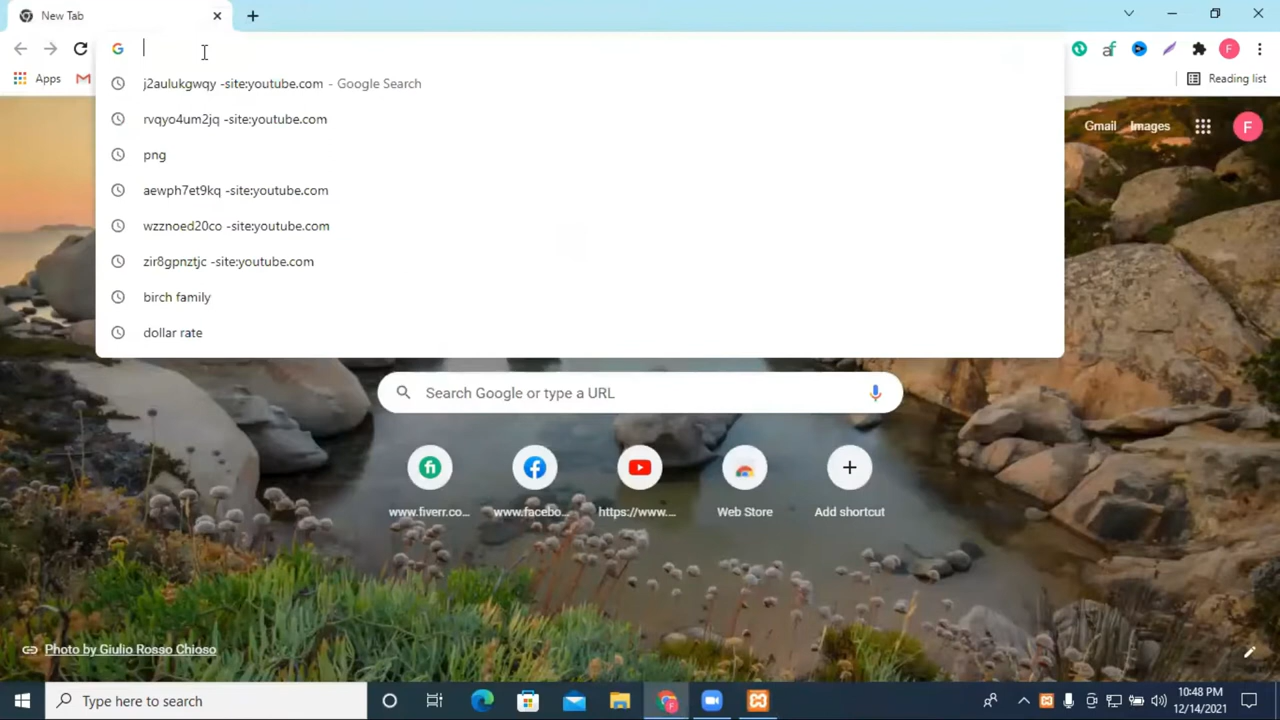 New Tab
j2aulukgwqy -site:youtube.com - Google Search
rvqyo4um2jq -site:youtube.com
png
aewph7et9kq -site:youtube.com
wzznoed20co -site:youtube.com
zir8gpnztjc -site:youtube.com
birch family
dollar rate
Apps
Reading list
Gmail Images
F
F
Search Google or type a URL
www.fiverr.co...
www.facebo...
https://www....
Web Store
Add shortcut
Photo by Giulio Rosso Chioso
Type here to search
10:48 PM
12/14/2021